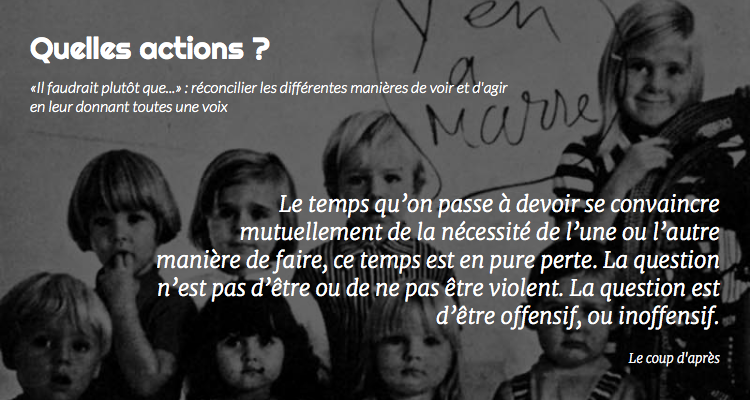 Quelles actions ?
«Il faudrait plutôt que...» : réconcilier les différentes manières de voir et d'agir
en leur donnant toutes une voix
Y en
a
marre
Le temps qu’on passe à devoir se convaincre
mutuellement de la nécessité de l’une ou l’autre
manière de faire, ce temps est en pure perte. La question
n’est pas d’être ou de ne pas être violent. La question est
d’être offensif, ou inoffensif.
Le coup d'après